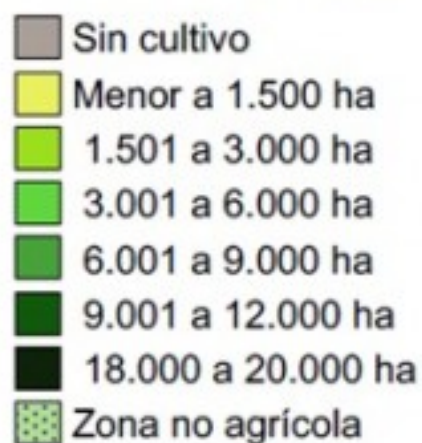 Sin cultivo
Menor a 1.500 ha
1.501 a 3.000 ha
3.001 a 6.000 ha
6.001 a 9.000 ha
9.001 a 12.000 ha
18.000 a 20.000 ha
Zona no agrícola